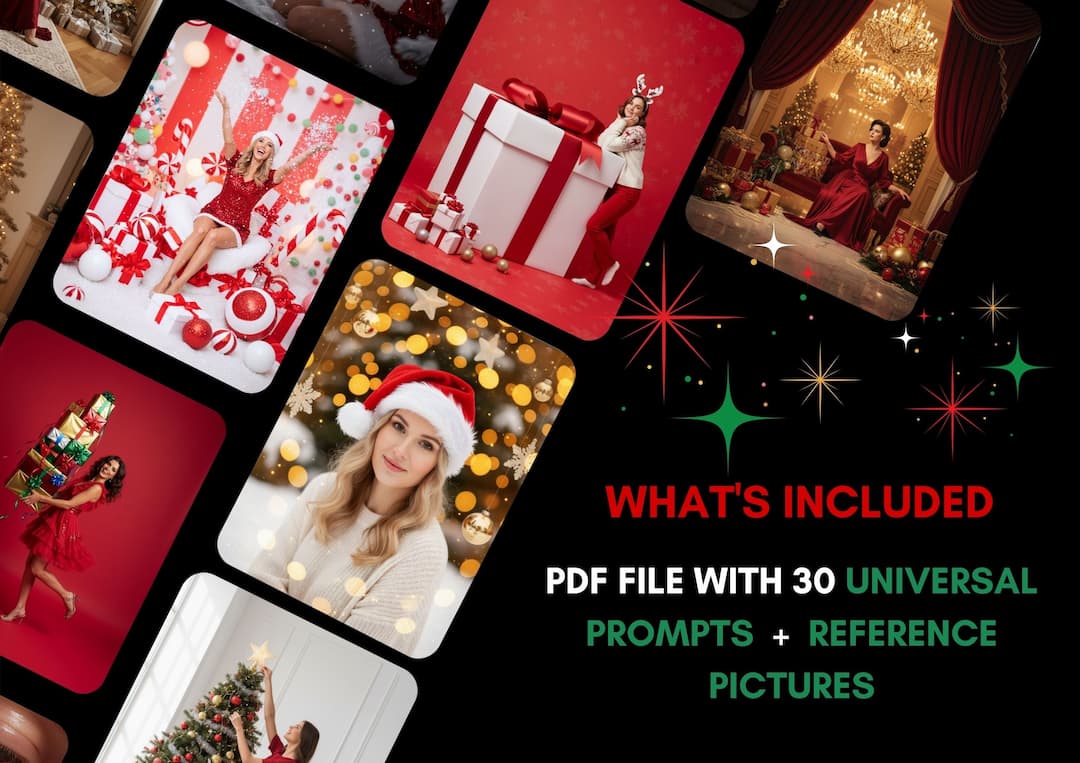 WHAT'S INCLUDED
PDF FILE WITH 30 UNIVERSAL
PROMPTS + REFERENCE
PICTURES